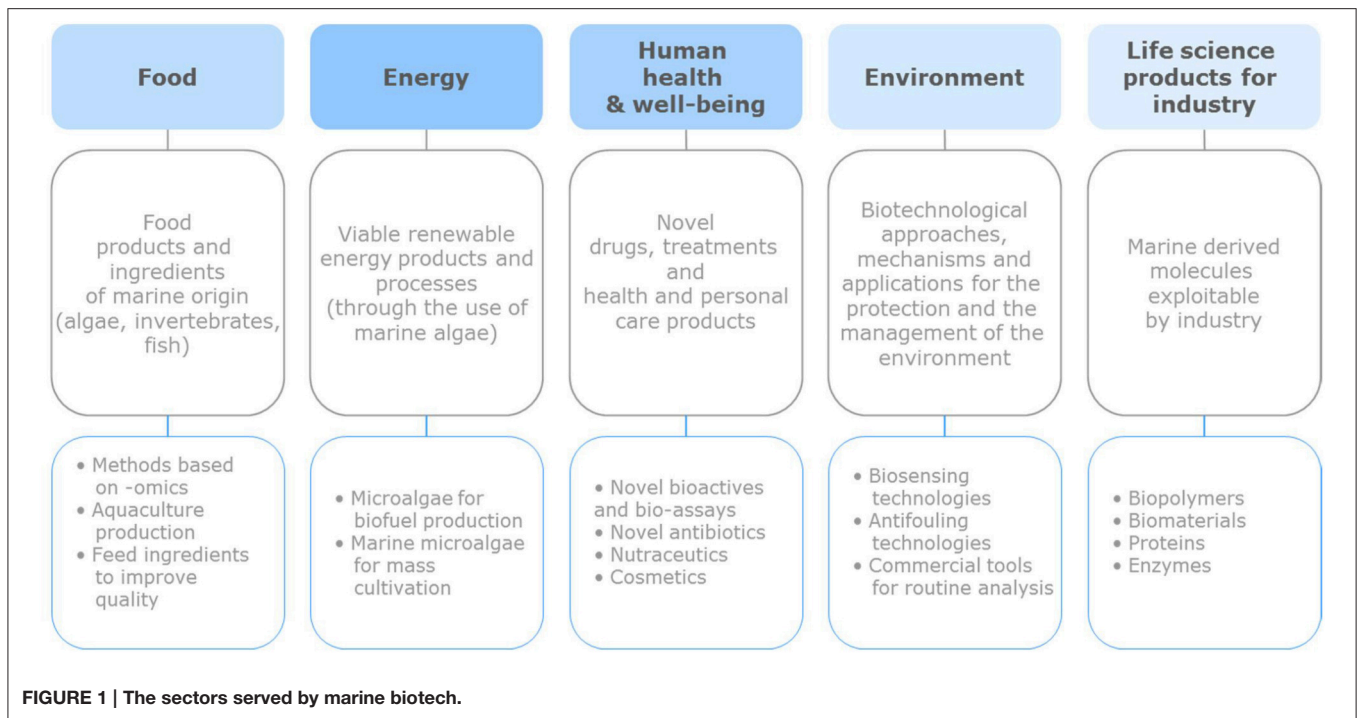 Food
Energy
Human
health
& well-being
Environment
Life science
products for
industry
Food
products and
ingredients
of marine origin
(algae, invertebrates,
fish)
Viable renewable
energy products and
processes
(through the use of
marine algae)
Novel
drugs, treatments
and
health and personal
care products
Biotechnological
approaches,
mechanisms and
applications for the
protection and the
management of the
environment
Marine derived
molecules
exploitable
by industry
• Methods based
on -omics
• Aquaculture
production
• Feed ingredients
to improve
quality
• Microalgae for
biofuel production
• Marine microalgae
for mass
cultivation
• Novel bioactives
and bio-assays
• Novel antibiotics
• Nutraceutics
• Cosmetics
• Biosensing
technologies
• Antifouling
technologies
• Commercial tools
for routine analysis
• Biopolymers
• Biomaterials
• Proteins
• Enzymes
FIGURE 1 | The sectors served by marine biotech.